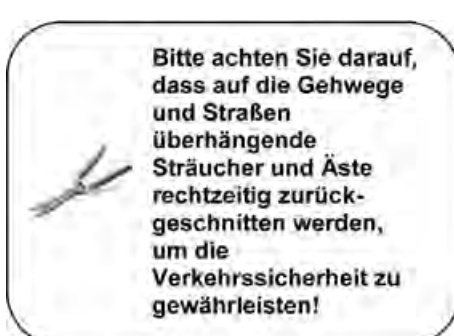 Bitte achten Sie darauf,
dass auf die Gehwege
und Straßen
überhängende
Sträucher und Äste
rechtzeitig zurück-
geschnitten werden,
um die
Verkehrssicherheit zu
gewährleisten!